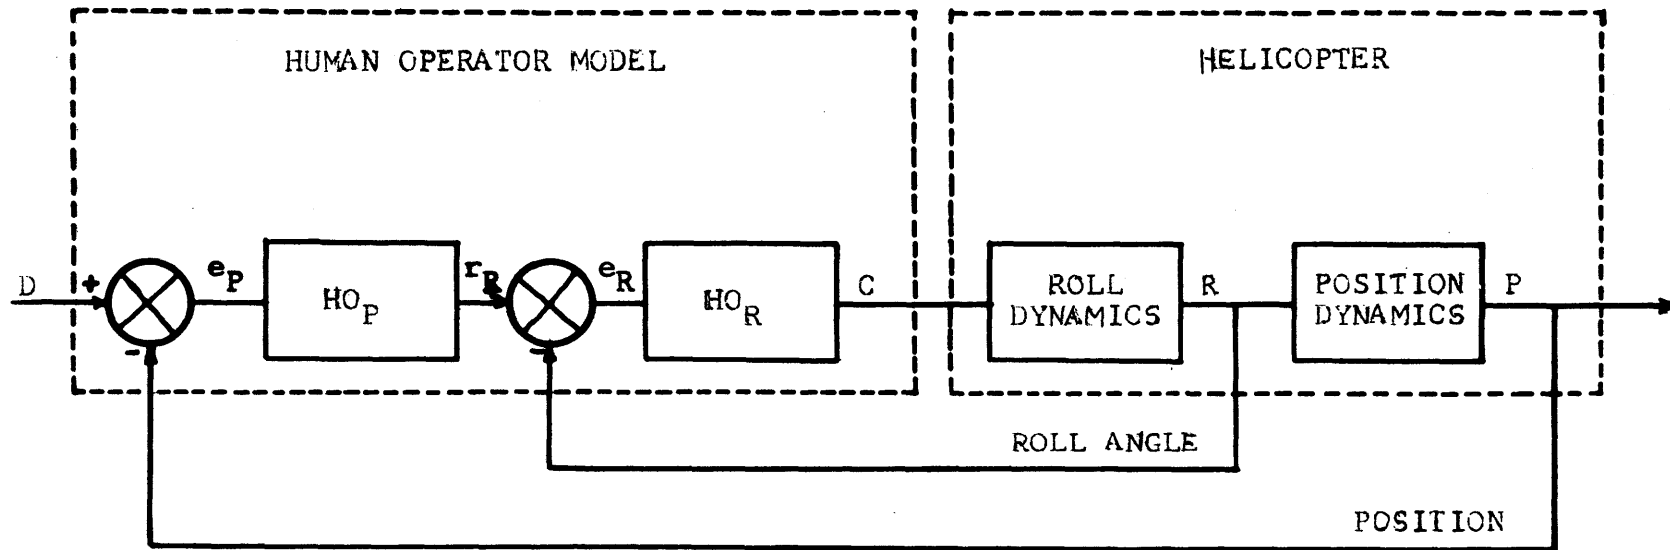 HUMAN OPERATOR MODEL
HELICOPTER
D
+
-
e_P
HO_P
r_R
-
e_R
HO_R
C
ROLL
DYNAMICS
R
POSITION
DYNAMICS
P
ROLL ANGLE
POSITION